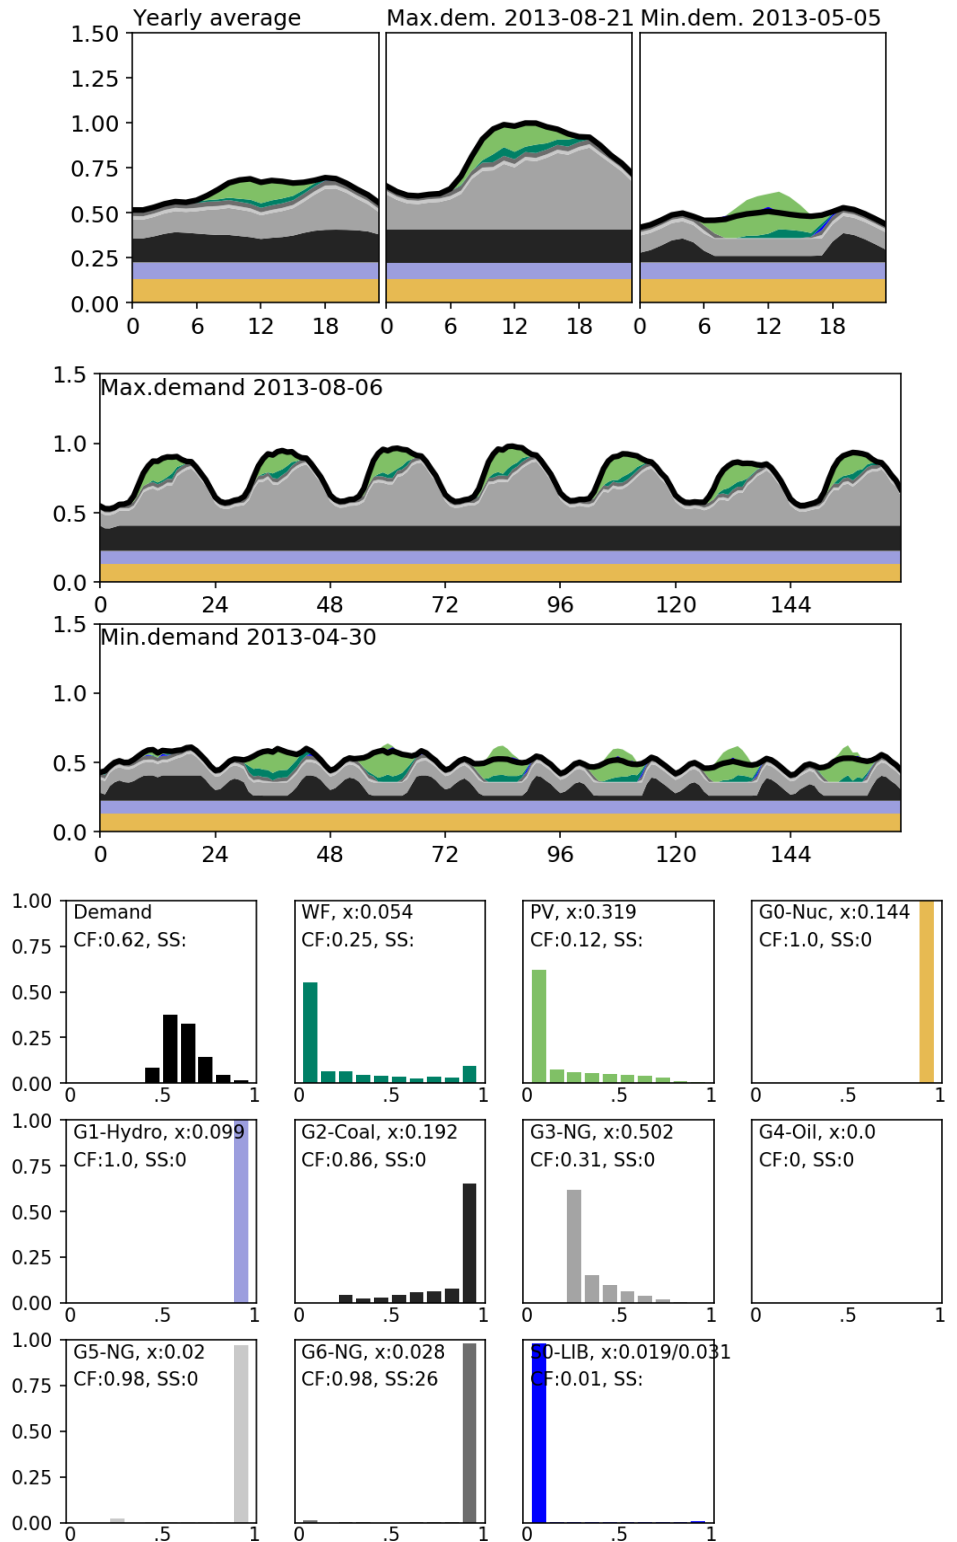 Yearly average
Max.dem. 2013-08-21
Min.dem. 2013-05-05
1.50
1.25
1.00
0.75
0.50
0.25
0.00
0 6 12 18
0 6 12 18
0 6 12 18
Max.demand 2013-08-06
1.5
1.0
0.5
0.0
0 24 48 72 96 120 144
Min.demand 2013-04-30
1.5
1.0
0.5
0.0
0 24 48 72 96 120 144
1.00
0.75
0.50
0.25
0.00
Demand
CF:0.62, SS:
0 .5 1
WF, x:0.054
CF:0.25, SS:
0 .5 1
PV, x:0.319
CF:0.12, SS:
0 .5 1
G0-Nuc, x:0.144
CF:1.0, SS:0
0 .5 1
1.00
0.75
0.50
0.25
0.00
G1-Hydro, x:0.099
CF:1.0, SS:0
0 .5 1
G2-Coal, x:0.192
CF:0.86, SS:0
0 .5 1
G3-NG, x:0.502
CF:0.31, SS:0
0 .5 1
G4-Oil, x:0.0
CF:0, SS:0
0 .5 1
1.00
0.75
0.50
0.25
0.00
G5-NG, x:0.02
CF:0.98, SS:0
0 .5 1
G6-NG, x:0.028
CF:0.98, SS:26
0 .5 1
S0-LIB, x:0.019/0.031
CF:0.01, SS:
0 .5 1